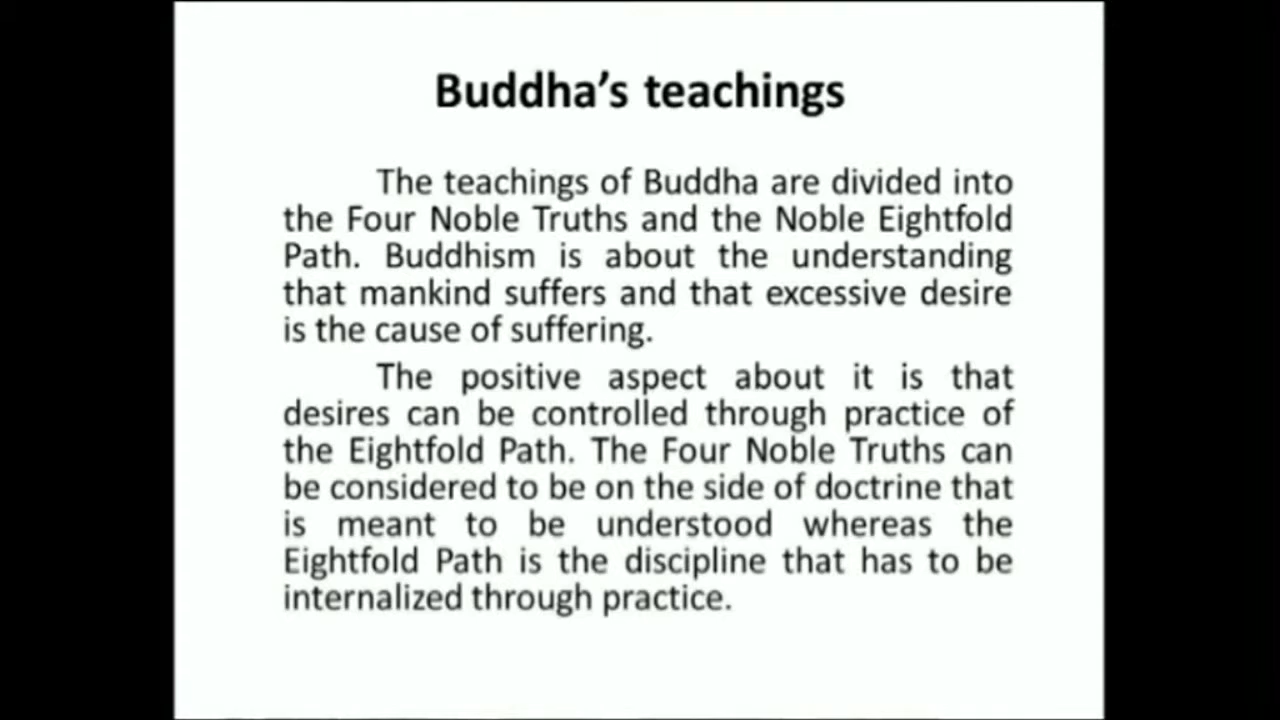 Buddha’s teachings
The teachings of Buddha are divided into
the Four Noble Truths and the Noble Eightfold
Path. Buddhism is about the understanding
that mankind suffers and that excessive desire
is the cause of suffering.
The positive aspect about it is that
desires can be controlled through practice of
the Eightfold Path. The Four Noble Truths can
be considered to be on the side of doctrine that
is meant to be understood whereas the
Eightfold Path is the discipline that has to be
internalized through practice.